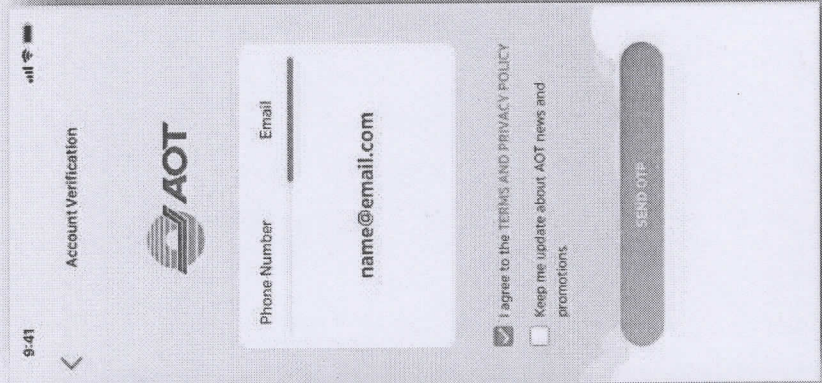 9:41
Account Verification
AOT
Phone Number Email
name@email.com
I agree to the TERMS AND PRIVACY POLICY
Keep me update about AOT news and
promotions
SEND OTP